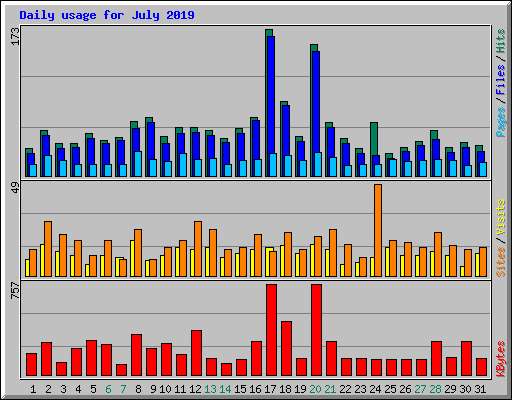 Daily usage for July 2019
173
49
757
Pages / Files / Hits
Sites / Visits
KBytes
1 2 3 4 5 6 7 8 9 10 11 12 13 14 15 16 17 18 19 20 21 22 23 24 25 26 27 28 29 30 31